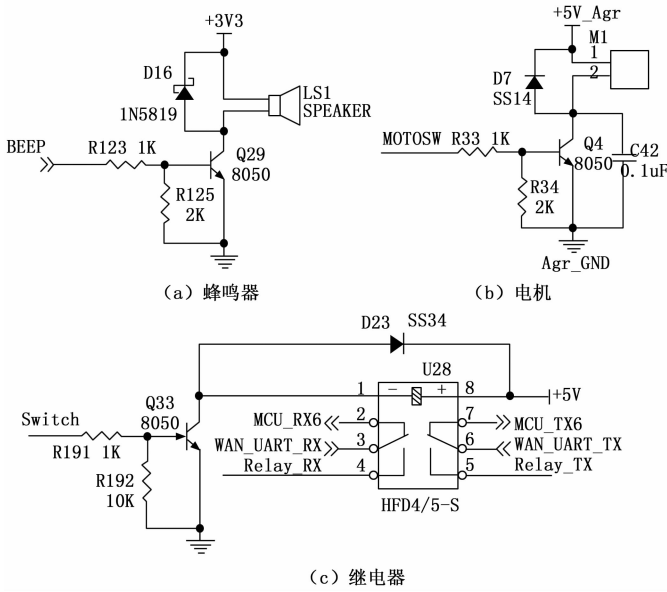 +3V3
D16
1N5819
LS1
SPEAKER
BEEP
R123 1K
Q29
8050
R125
2K
(a) 蜂鸣器
+5V_Agr
M1
1
2
D7
SS14
MOTOSW
R33 1K
Q4
8050
C42
0.1uF
R34
2K
Agr_GND
(b) 电机
D23
SS34
U28
1
−
+
8
+5V
Switch
Q33
8050
R191 1K
R192
10K
MCU_RX6
2
7
MCU_TX6
WAN_UART_RX
3
6
WAN_UART_TX
Relay_RX
4
5
Relay_TX
HFD4/5-S
(c) 继电器